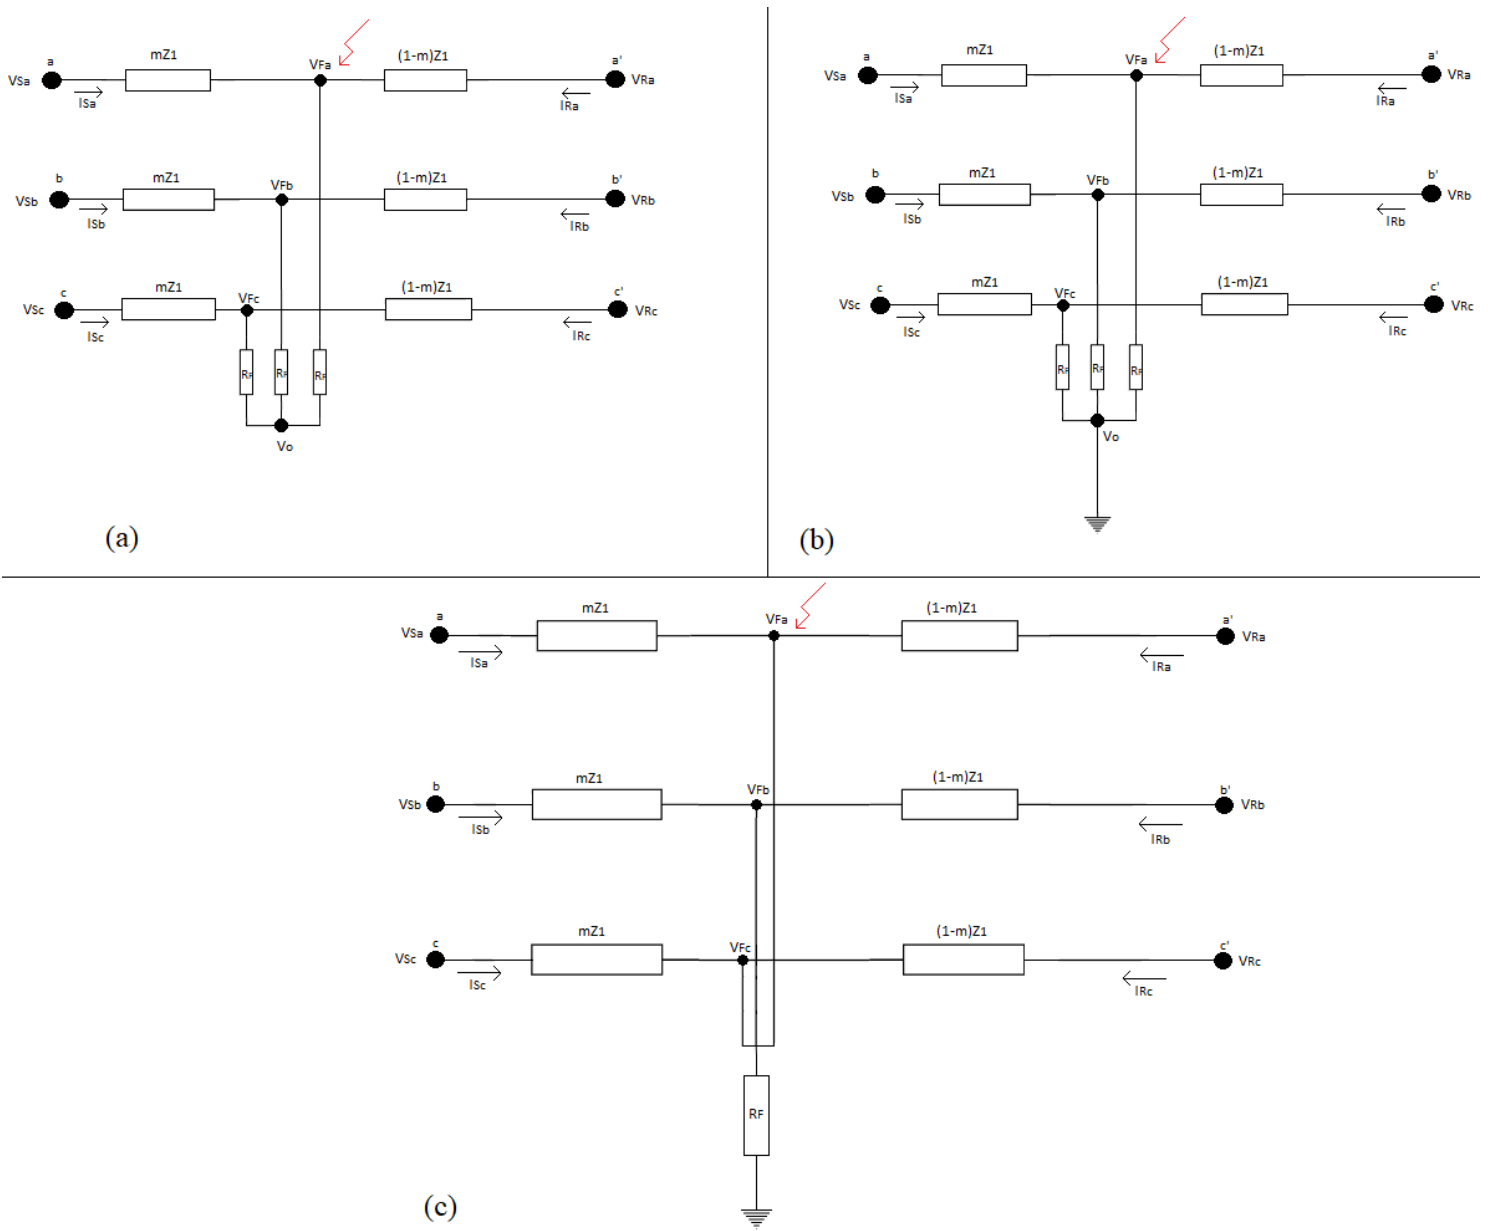 a
mZ1
VFa
(1-m)Z1
a'
VSa
VRa
ISa
IRa
b
mZ1
VFb
(1-m)Z1
b'
VSb
VRb
ISb
IRb
c
mZ1
VFc
(1-m)Z1
c'
VSc
VRc
ISc
IRc
RF
RF
RF
Vo
(a)
a
mZ1
VFa
(1-m)Z1
a'
VSa
VRa
ISa
IRa
b
mZ1
VFb
(1-m)Z1
b'
VSb
VRb
ISb
IRb
c
mZ1
VFc
(1-m)Z1
c'
VSc
VRc
ISc
IRc
RF
RF
RF
Vo
(b)
a
mZ1
VFa
(1-m)Z1
a'
VSa
VRa
ISa
IRa
b
mZ1
VFb
(1-m)Z1
b'
VSb
VRb
ISb
IRb
c
mZ1
VFc
(1-m)Z1
c'
VSc
VRc
ISc
IRc
RF
(c)